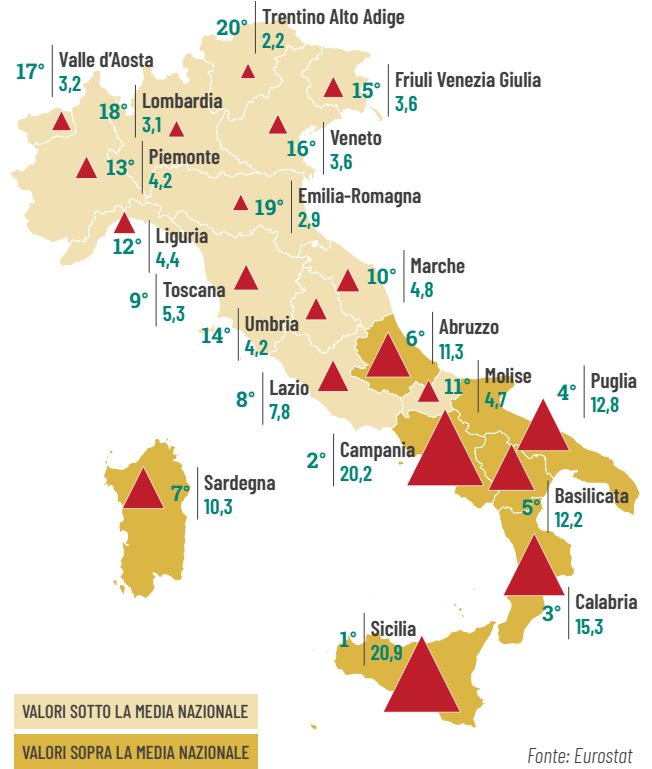 20°
Trentino Alto Adige
2,2
17°
Valle d'Aosta
3,2
15°
Friuli Venezia Giulia
3,6
18°
Lombardia
3,1
16°
Veneto
3,6
13°
Piemonte
4,2
19°
Emilia-Romagna
2,9
12°
Liguria
4,4
10°
Marche
4,8
9°
Toscana
5,3
14°
Umbria
4,2
6°
Abruzzo
11,3
8°
Lazio
7,8
11°
Molise
4,7
4°
Puglia
12,8
2°
Campania
20,2
7°
Sardegna
10,3
5°
Basilicata
12,2
3°
Calabria
15,3
1°
Sicilia
20,9
VALORI SOTTO LA MEDIA NAZIONALE
VALORI SOPRA LA MEDIA NAZIONALE
Fonte: Eurostat